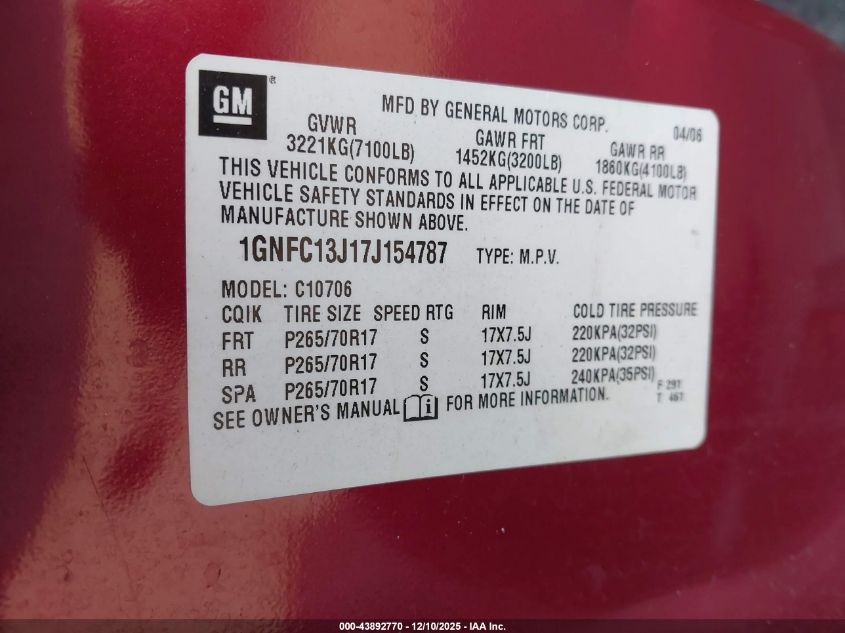 GM ®
MFD BY GENERAL MOTORS CORP. 04/06
GVWR GAWR FRT GAWR RR
3221KG(7100LB) 1452KG(3200LB) 1860KG(4100LB)
THIS VEHICLE CONFORMS TO ALL APPLICABLE U.S. FEDERAL MOTOR
VEHICLE SAFETY STANDARDS IN EFFECT ON THE DATE OF
MANUFACTURE SHOWN ABOVE.
1GNFC13J17J154787 TYPE: M.P.V.
MODEL: C10706
CQIK TIRE SIZE SPEED RTG RIM COLD TIRE PRESSURE
FRT P265/70R17 S 17X7.5J 220KPA(32PSI)
RR P265/70R17 S 17X7.5J 220KPA(32PSI)
SPA P265/70R17 S 17X7.5J 240KPA(35PSI)
SEE OWNER'S MANUAL FOR MORE INFORMATION.
F
T
000-43892770 - 12/10/2025 - IAA Inc.